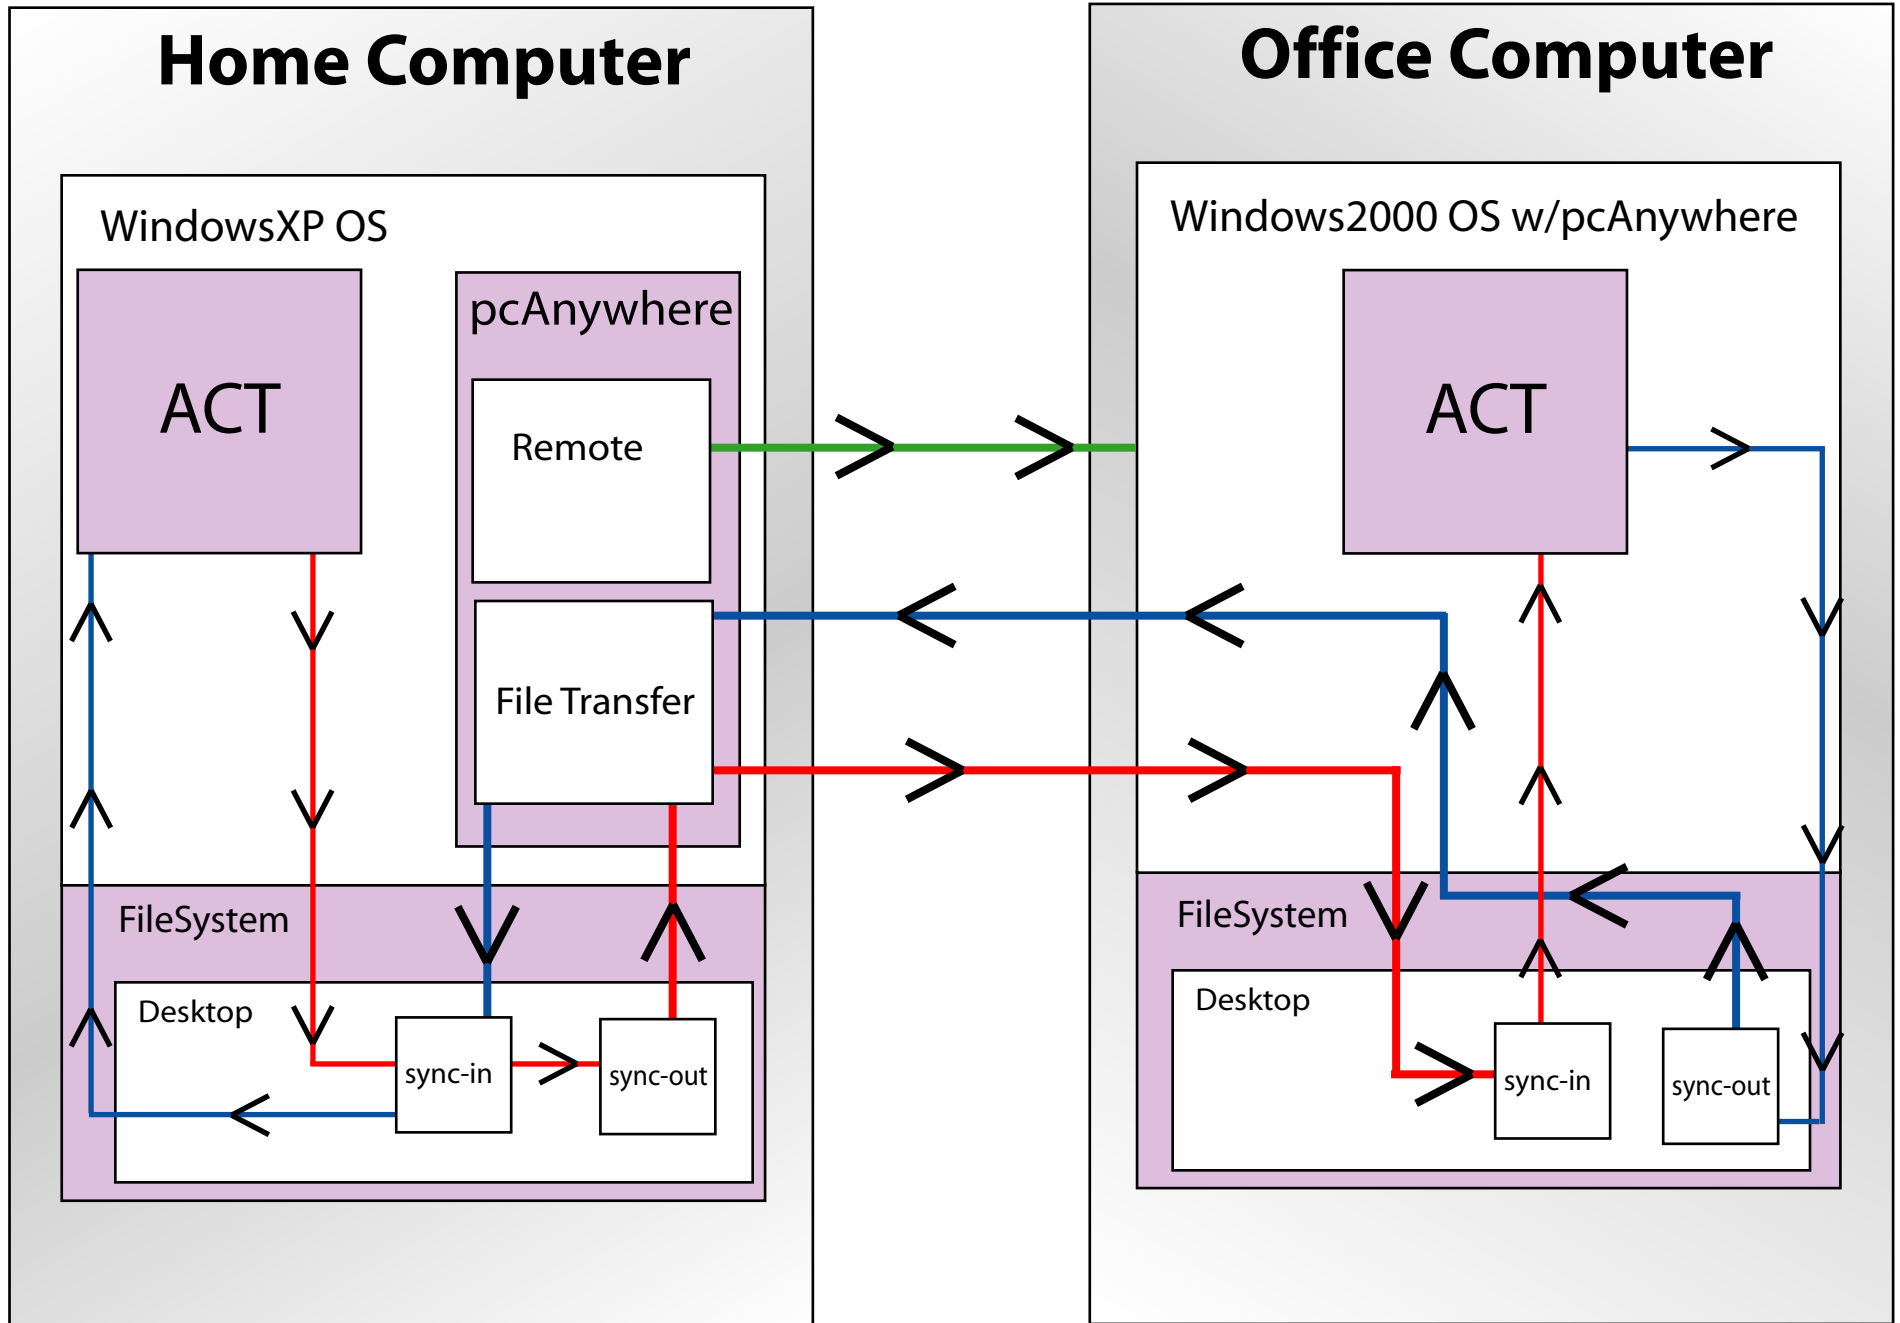 Home Computer
WindowsXP OS
ACT
pcAnywhere
Remote
File Transfer
FileSystem
Desktop
sync-in
sync-out
Office Computer
Windows2000 OS w/pcAnywhere
ACT
FileSystem
Desktop
sync-in
sync-out